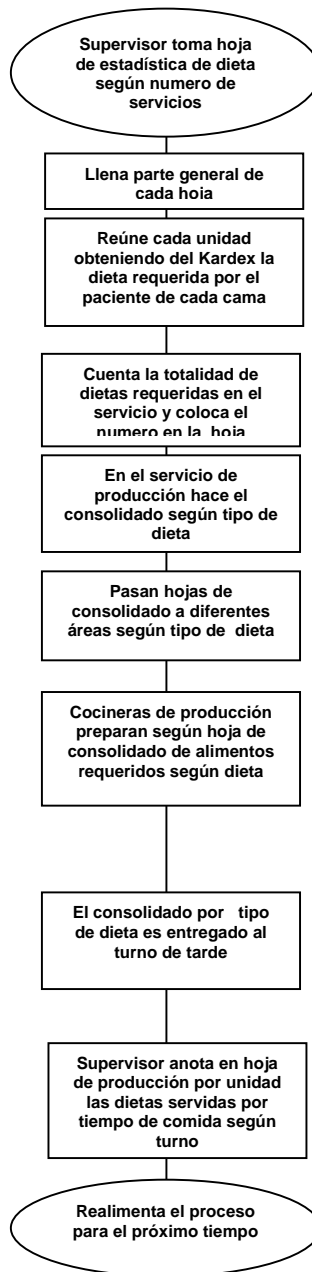 Supervisor toma hoja
de estadística de dieta
según numero de
servicios
Llena parte general de
cada hoja
Reúne cada unidad
obteniendo del Kardex la
dieta requerida por el
paciente de cada cama
Cuenta la totalidad de
dietas requeridas en el
servicio y coloca el
numero en la hoja
En el servicio de
producción hace el
consolidado según tipo de
dieta
Pasan hojas de
consolidado a diferentes
áreas según tipo de dieta
Cocineras de producción
preparan según hoja de
consolidado de alimentos
requeridos según dieta
El consolidado por tipo
de dieta es entregado al
turno de tarde
Supervisor anota en hoja
de producción por unidad
las dietas servidas por
tiempo de comida según
turno
Realimenta el proceso
para el próximo tiempo